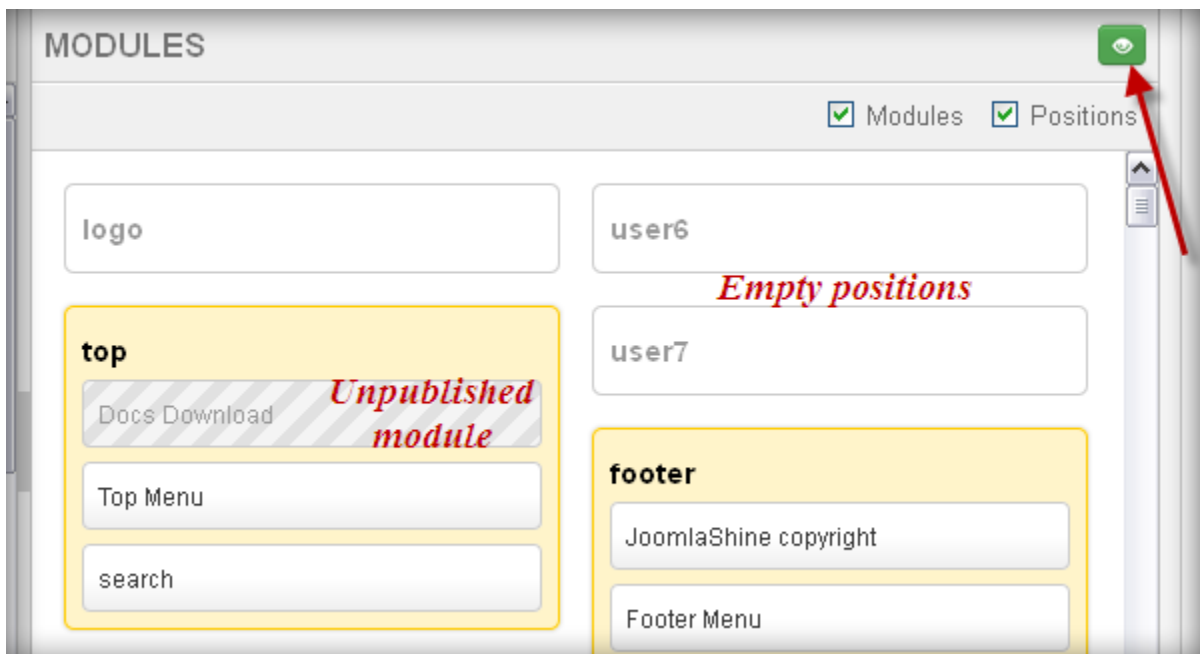 MODULES
Modules Positions
logo
user6
Empty positions
top
user7
Docs Download
Unpublished
module
Top Menu
footer
JoomlaShine copyright
search
Footer Menu